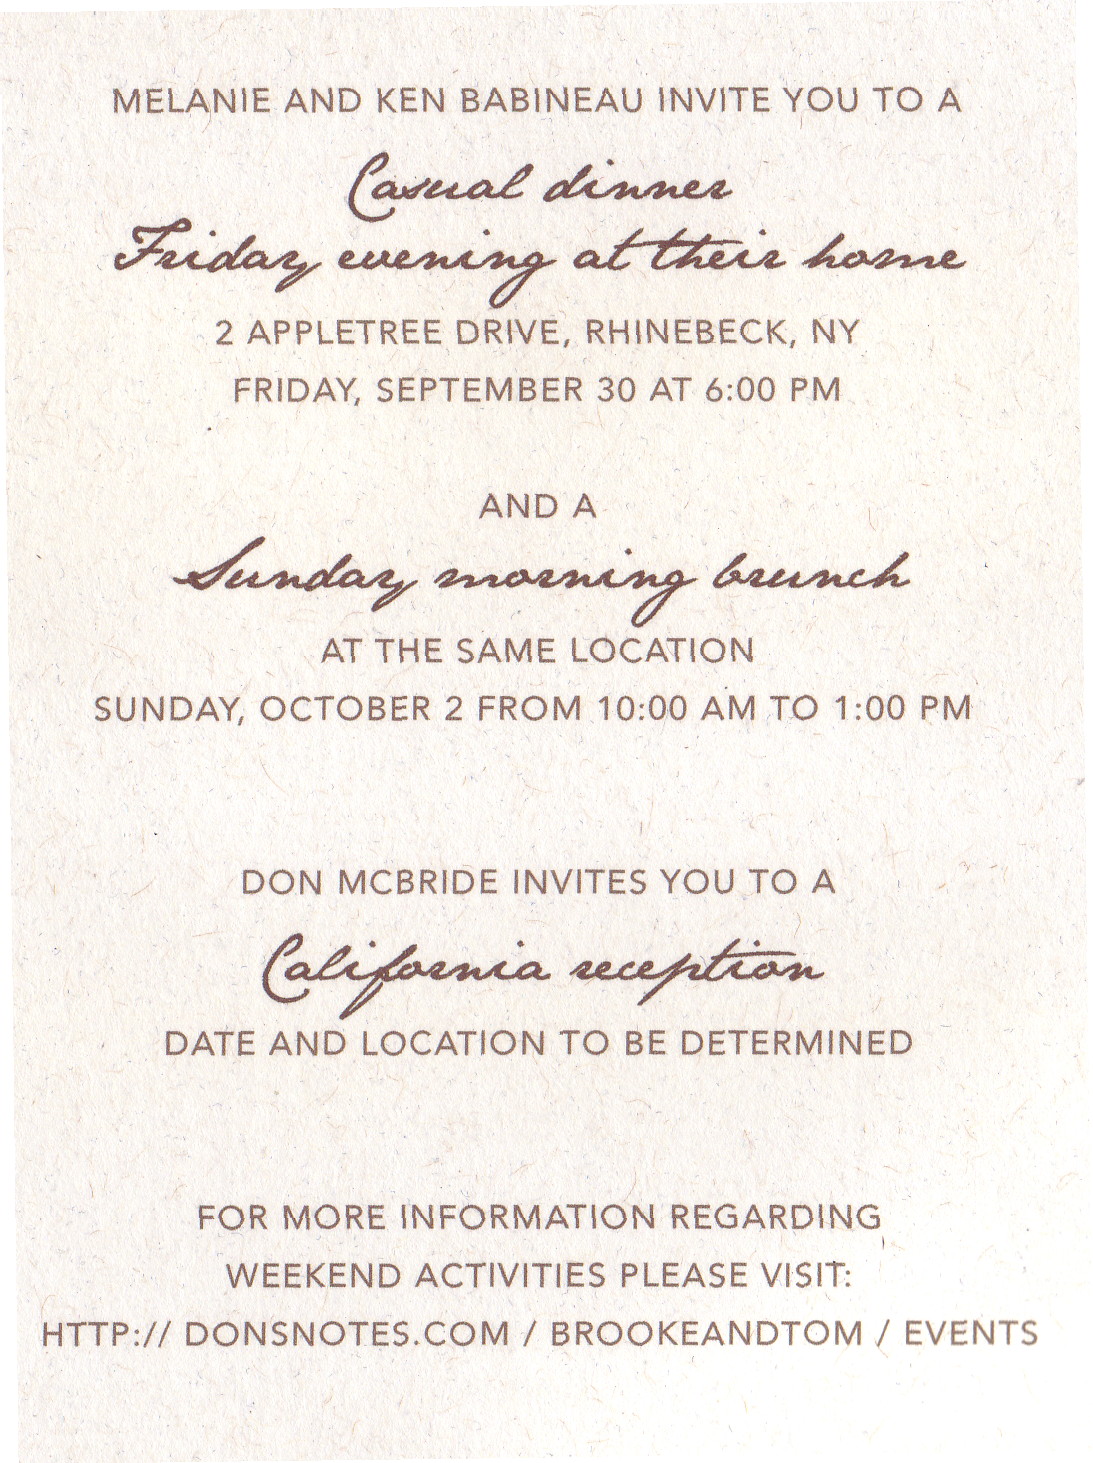 MELANIE AND KEN BABINEAU INVITE YOU TO A
Casual dinner
Friday evening at their home
2 APPLETREE DRIVE, RHINEBECK, NY
FRIDAY, SEPTEMBER 30 AT 6:00 PM
AND A
Sunday morning brunch
AT THE SAME LOCATION
SUNDAY, OCTOBER 2 FROM 10:00 AM TO 1:00 PM
DON MCBRIDE INVITES YOU TO A
California reception
DATE AND LOCATION TO BE DETERMINED
FOR MORE INFORMATION REGARDING
WEEKEND ACTIVITIES PLEASE VISIT:
HTTP:// DONSNOTES.COM / BROOKEANDTOM / EVENTS